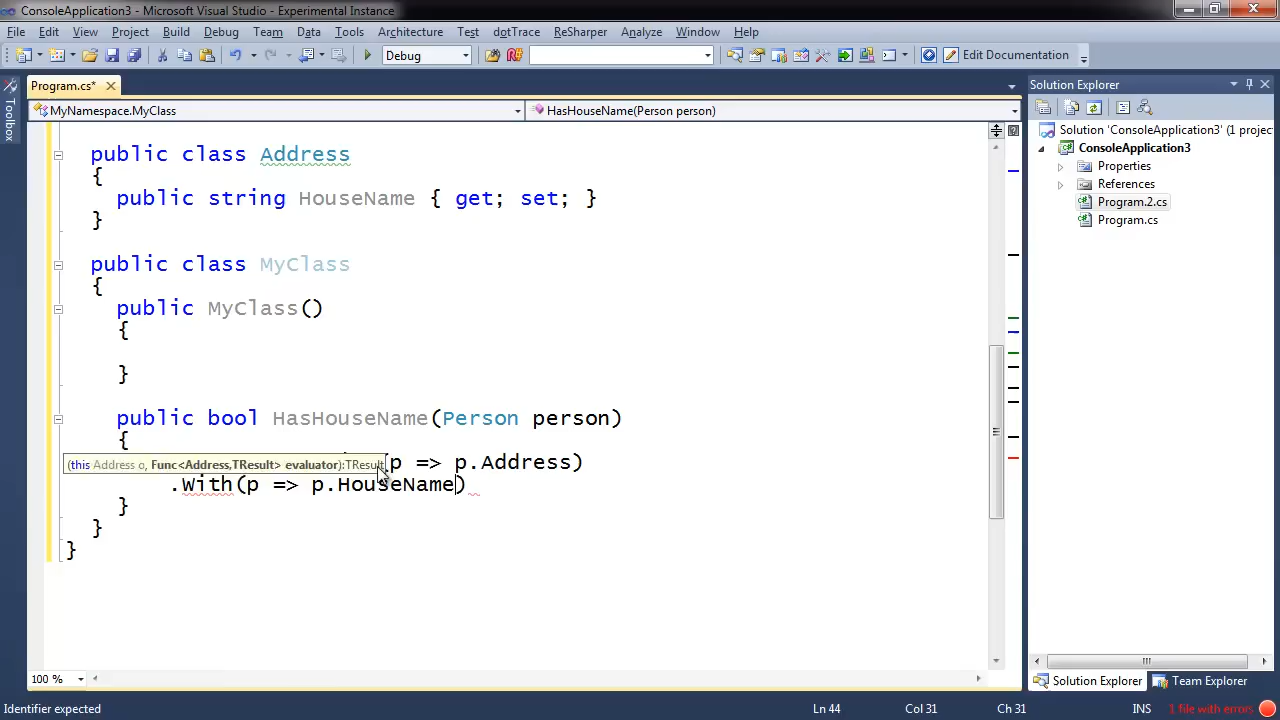 ConsoleApplication3 - Microsoft Visual Studio - Experimental Instance
File Edit View Project Build Debug Team Data Tools Architecture Test dotTrace ReSharper Analyze Window Help
Debug Edit Documentation
Toolbox
Program.cs*
MyNamespace.MyClass HasHouseName(Person person)
public class Address
{
public string HouseName { get; set; }
}
public class MyClass
{
public MyClass()
{
}
public bool HasHouseName(Person person)
{
(this Address o, Func<Address,TResult> evaluator):TResult (p => p.Address)
.With(p => p.HouseName)
}
}
}
100 %
Solution Explorer
Solution 'ConsoleApplication3' (1 projec
ConsoleApplication3
Properties
References
Program.2.cs
Program.cs
Solution Explorer Team Explorer
Identifier expected Ln 44 Col 31 Ch 31 INS 1 file with errors